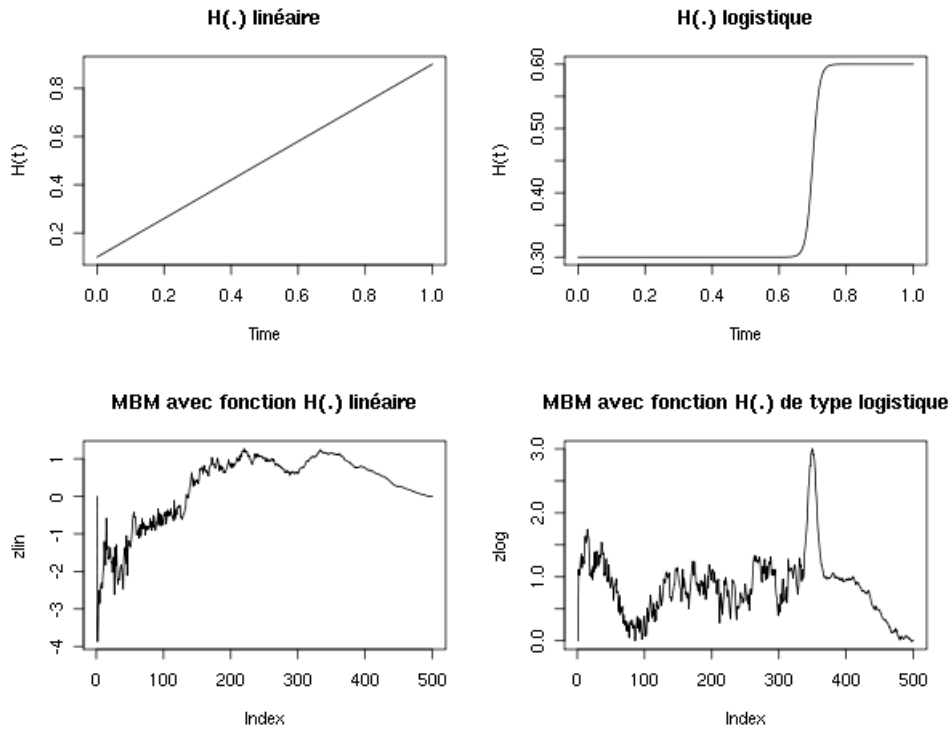 H(.) linéaire
H(t)
0.2 0.4 0.6 0.8
0.0 0.2 0.4 0.6 0.8 1.0
Time
H(.) logistique
H(t)
0.30 0.40 0.50 0.60
0.0 0.2 0.4 0.6 0.8 1.0
Time
MBM avec fonction H(.) linéaire
zlin
-4 -3 -2 -1 0 1
0 100 200 300 400 500
Index
MBM avec fonction H(.) de type logistique
zlog
0.0 1.0 2.0 3.0
0 100 200 300 400 500
Index